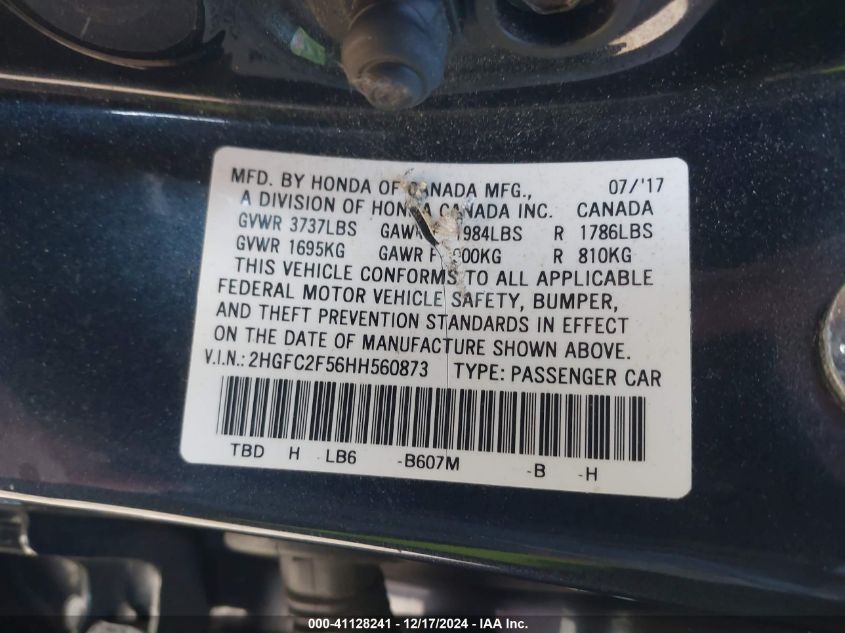 MFD. BY HONDA OF CANADA MFG., 07/'17
A DIVISION OF HONDA CANADA INC. CANADA
GVWR 3737LBS 984LBS R 1786LBS
GVWR 1695KG GAWR F 00KG R 810KG
THIS VEHICLE CONFORMS TO ALL APPLICABLE
FEDERAL MOTOR VEHICLE SAFETY, BUMPER,
AND THEFT PREVENTION STANDARDS IN EFFECT
ON THE DATE OF MANUFACTURE SHOWN ABOVE.
V.I.N.: 2HGFC2F56HH560873 TYPE: PASSENGER CAR
TBD H LB6 -B607M -B -H
000-41128241 - 12/17/2024 - IAA Inc.